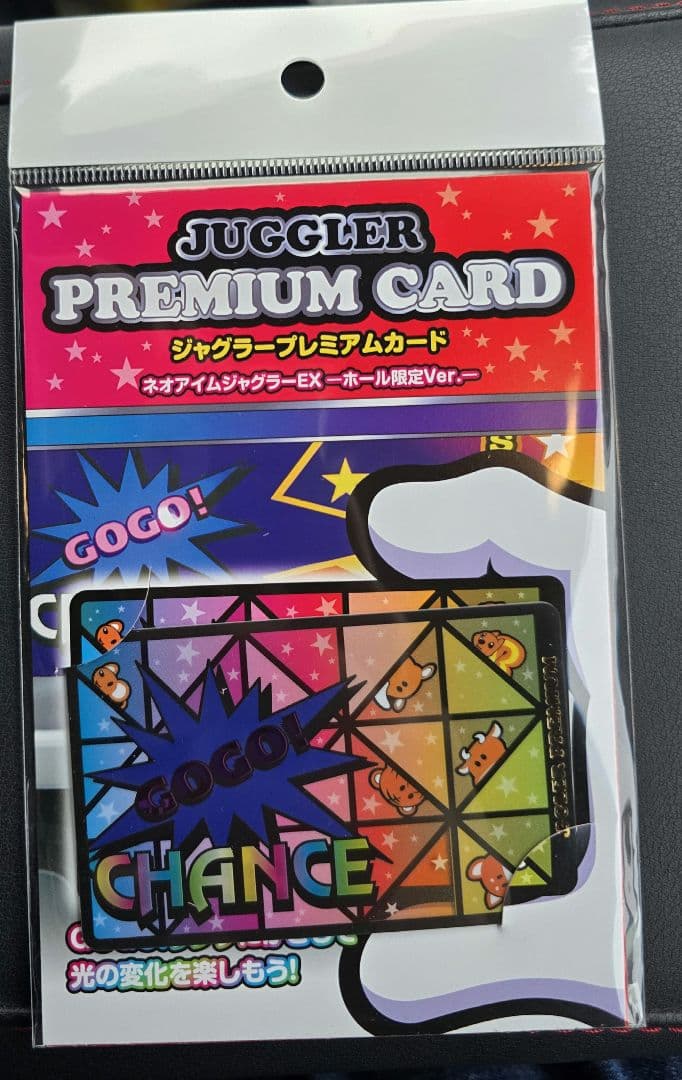 JUGGLER
PREMIUM CARD
ジャグラープレミアムカード
ネオアイムジャグラーEX ーホール限定Ver.ー
S
GOGO!
C
GOGO!
CHANCE
PREMIUM
光の変化を楽しもう!